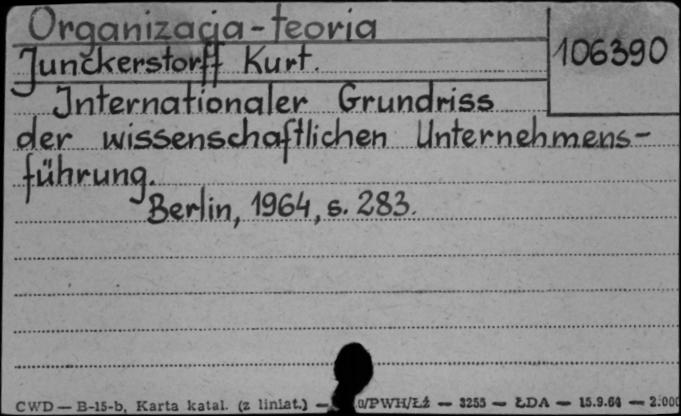 Organizacja - teoria
106390
Junckerstorff Kurt.
Internationaler Grundriss
der wissenschaftlichen Unternehmens-
führung.
Berlin, 1964, s. 283.
CWD — B-15-b, Karta katal. (z liniat.) — /PWH/Łż — 3255 — ŁDA — 15.9.64 — 2.000